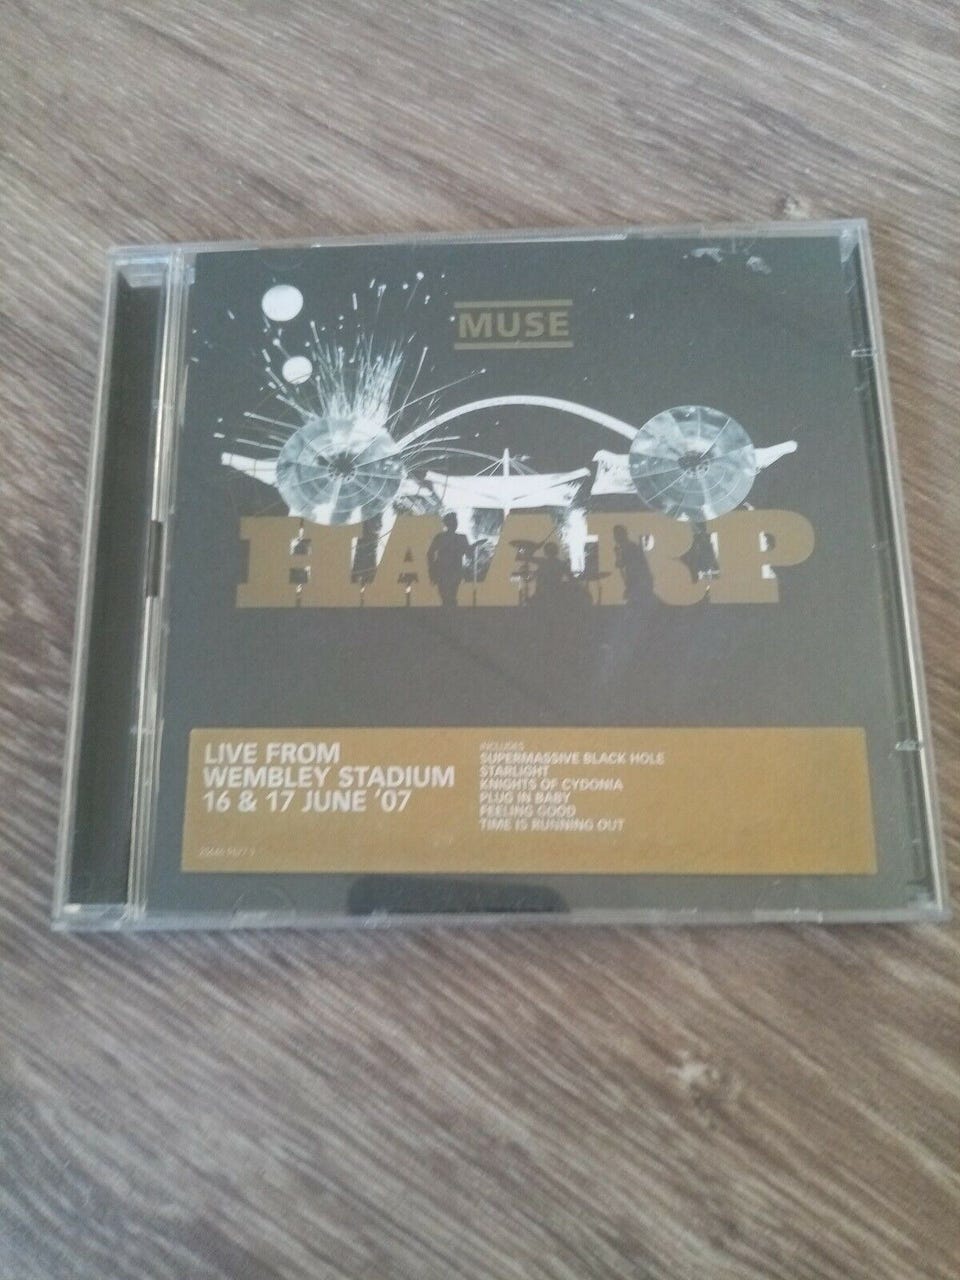 MUSE
HAARP
LIVE FROM
WEMBLEY STADIUM
16 & 17 JUNE '07
INCLUDES
SUPERMASSIVE BLACK HOLE
STARLIGHT
KNIGHTS OF CYDONIA
PLUG IN BABY
FEELING GOOD
TIME IS RUNNING OUT